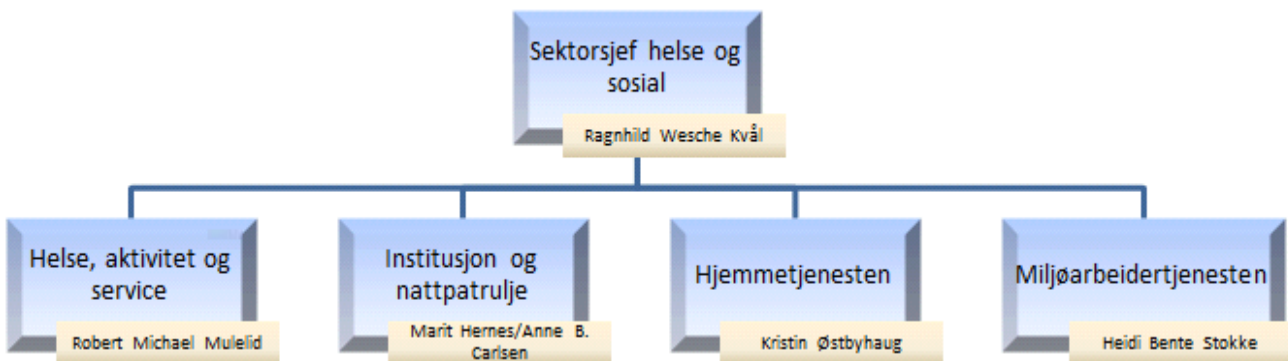 Sektorsjef helse og
sosial
Ragnhild Wesche Kvål
Helse, aktivitet og
service
Robert Michael Mulelid
Institusjon og
nattpatrulje
Marit Hernes/Anne B.
Carlsen
Hjemmetjenesten
Kristin Østbyhaug
Miljøarbeidertjenesten
Heidi Bente Stokke